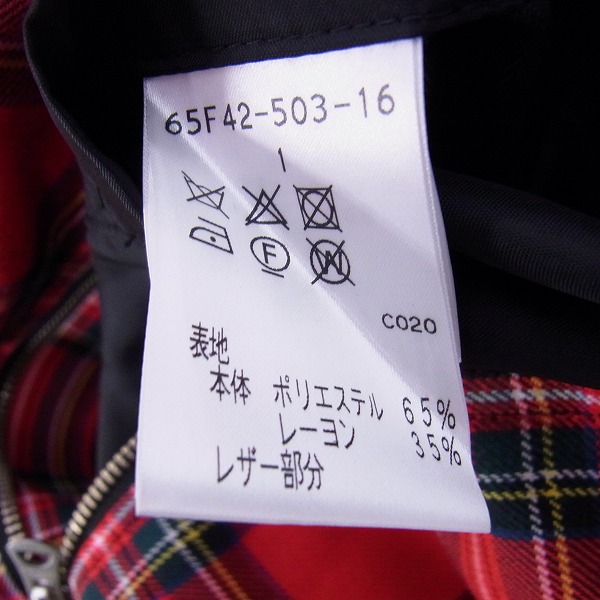 65F42-503-16
1
F W
C020
表地
本体 ポリエステル 65%
レーヨン 35%
レザー部分